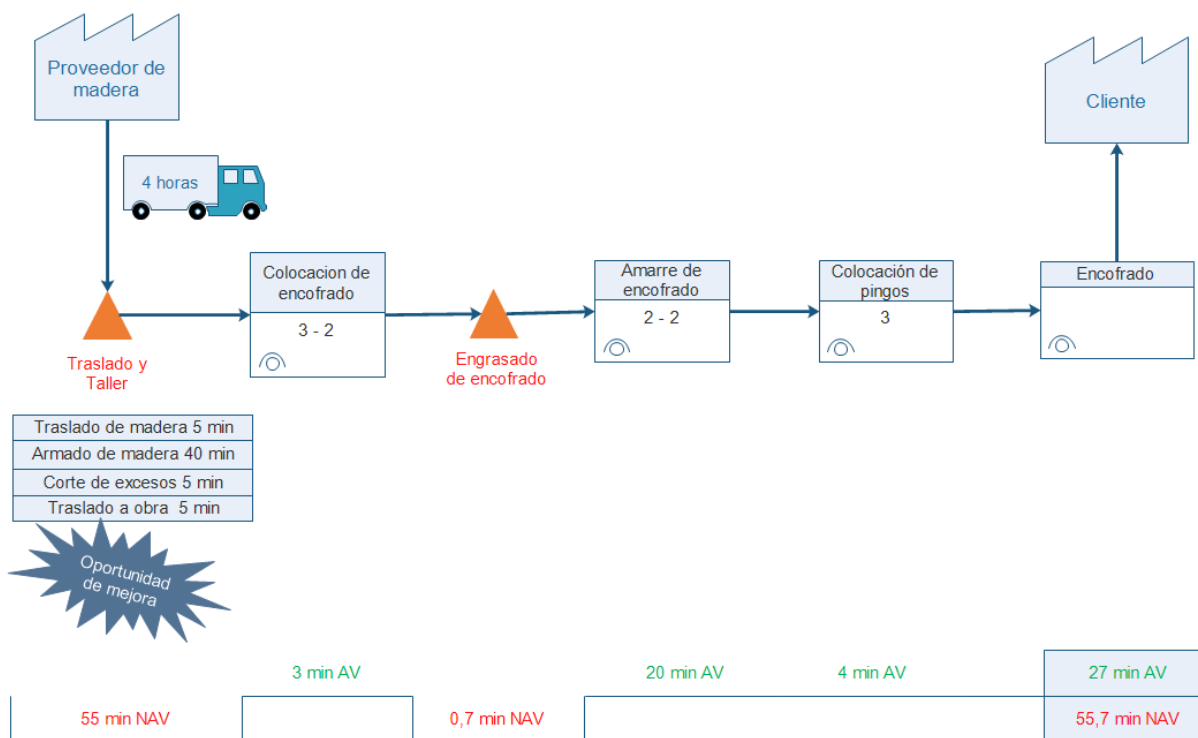 Proveedor de
madera
Cliente
4 horas
Colocacion de
encofrado
3 - 2
Amarre de
encofrado
2 - 2
Colocación de
pingos
3
Encofrado
Traslado y
Taller
Engrasado
de encofrado
Traslado de madera 5 min
Armado de madera 40 min
Corte de excesos 5 min
Traslado a obra 5 min
Oportunidad
de mejora
3 min AV
20 min AV
4 min AV
27 min AV
55 min NAV
0,7 min NAV
55,7 min NAV